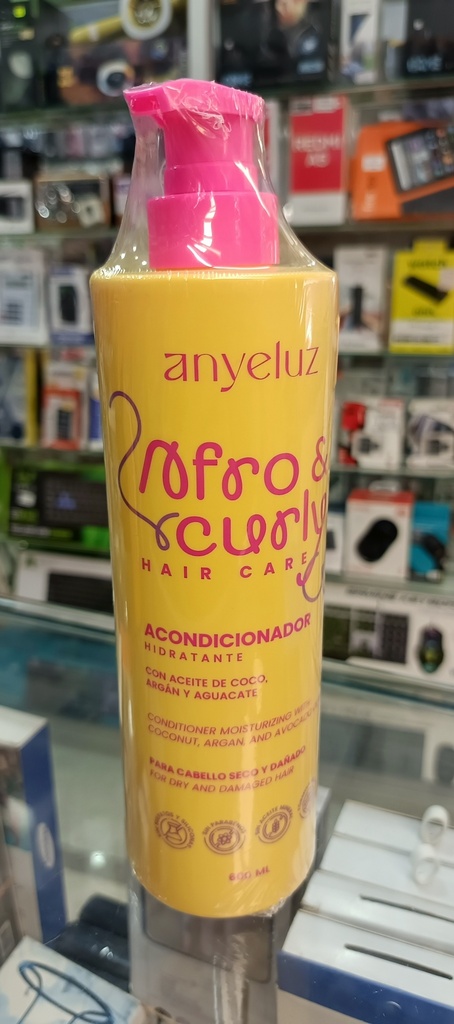 anyeluz
Afro &
curly
HAIR CARE
ACONDICIONADOR
HIDRATANTE
CON ACEITE DE COCO,
ARGÁN Y AGUACATE
CONDITIONER MOISTURIZING WITH
COCONUT, ARGAN, AND AVOCADO
PARA CABELLO SECO Y DAÑADO
FOR DRY AND DAMAGED HAIR
ML